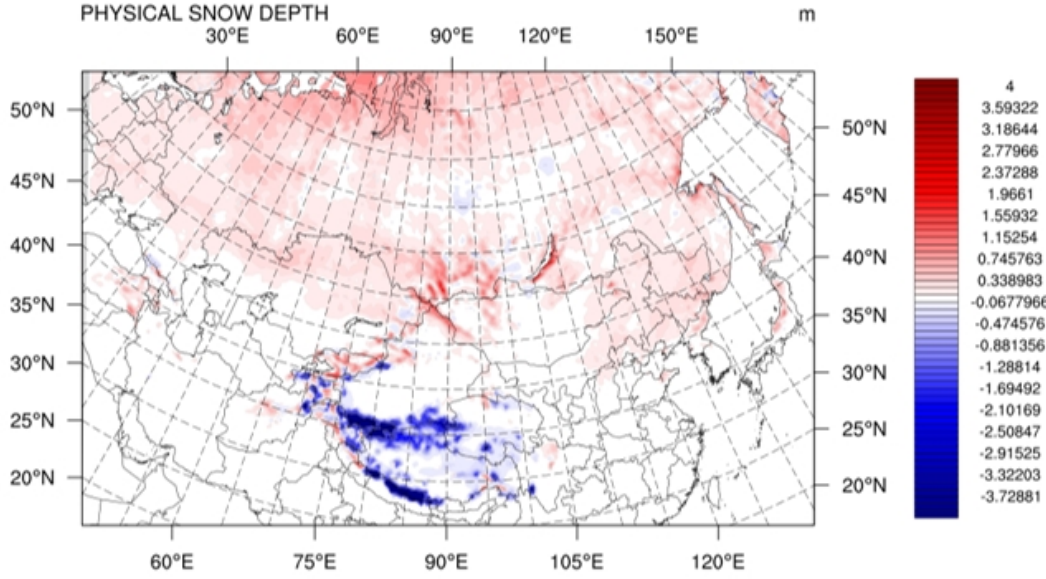 PHYSICAL SNOW DEPTH m
30°E 60°E 90°E 120°E 150°E
50°N
45°N
40°N
35°N
30°N
25°N
20°N
50°N
45°N
40°N
35°N
30°N
25°N
20°N
60°E 75°E 90°E 105°E 120°E
4
3.59322
3.18644
2.77966
2.37288
1.9661
1.55932
1.15254
0.745763
0.338983
-0.0677966
-0.474576
-0.881356
-1.28814
-1.69492
-2.10169
-2.50847
-2.91525
-3.32203
-3.72881